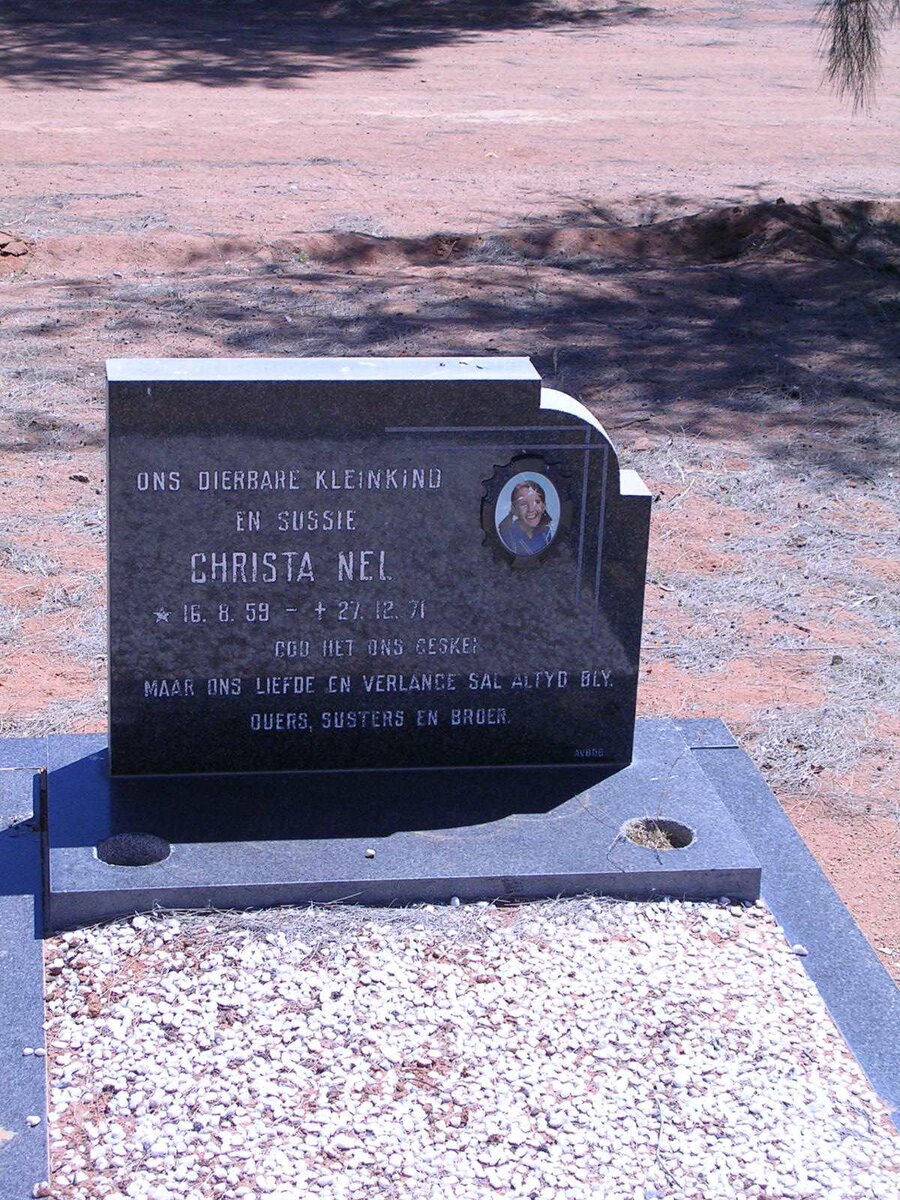 ONS DIERBARE KLEINKIND
EN SUSSIE
CHRISTA NEL
★ 16. 8. 59 - † 27. 12. 71
GOD HET ONS GESKEI
MAAR ONS LIEFDE EN VERLANGE SAL ALTYD BLY.
OUERS, SUSTERS EN BROER.
AVBOB